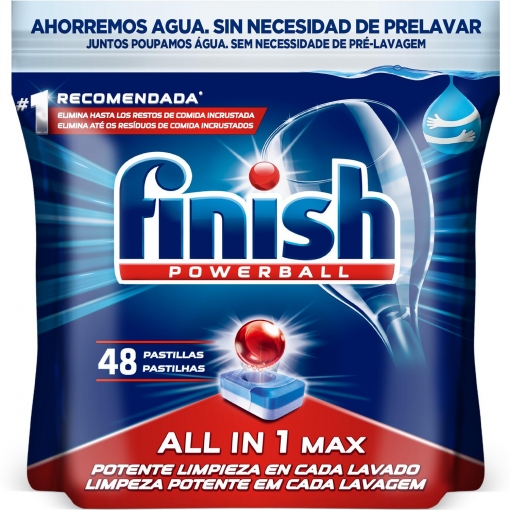 AHORREMOS AGUA. SIN NECESIDAD DE PRELAVAR
JUNTOS POUPAMOS ÁGUA. SEM NECESSIDADE DE PRÉ-LAVAGEM
#1 RECOMENDADA*
ELIMINA HASTA LOS RESTOS DE COMIDA INCRUSTADA
ELIMINA ATÉ OS RESÍDUOS DE COMIDA INCRUSTADOS
finish
POWERBALL
48 PASTILLAS
PASTILHAS
ALL IN 1 MAX
POTENTE LIMPIEZA EN CADA LAVADO
LIMPEZA POTENTE EM CADA LAVAGEM